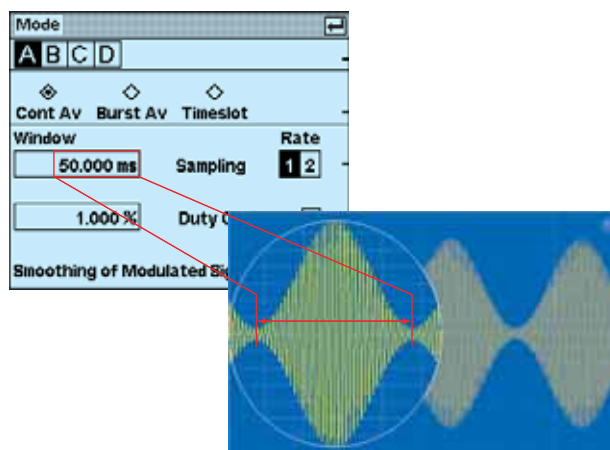 Mode
A B C D
Cont Av Burst Av Timeslot
Window Rate
50.000 ms Sampling 1 2
1.000 % Duty
Smoothing of Modulated